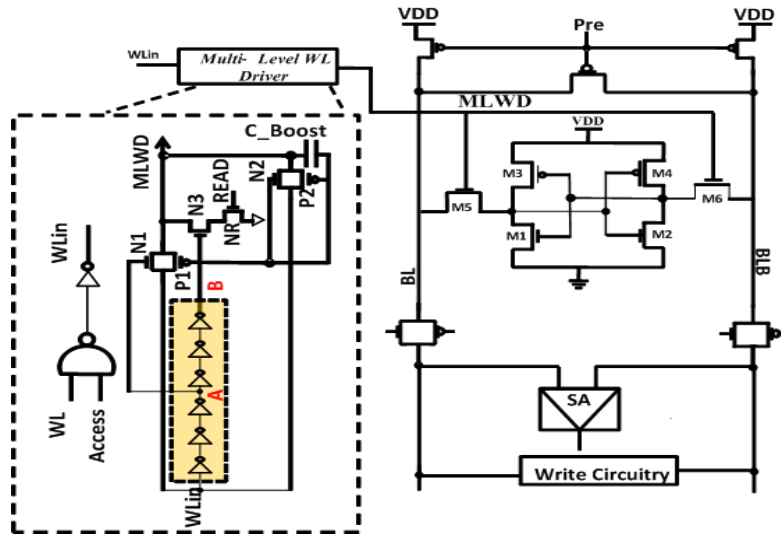 VDD
VDD
Pre
WLin
Multi- Level WL
Driver
MLWD
C_Boost
MLWD
N2
P2
READ
N3
NR
N1
P1
B
A
WLin
WLin
WL
Access
VDD
M3
M4
M5
M6
M1
M2
BL
BLB
SA
Write Circuitry